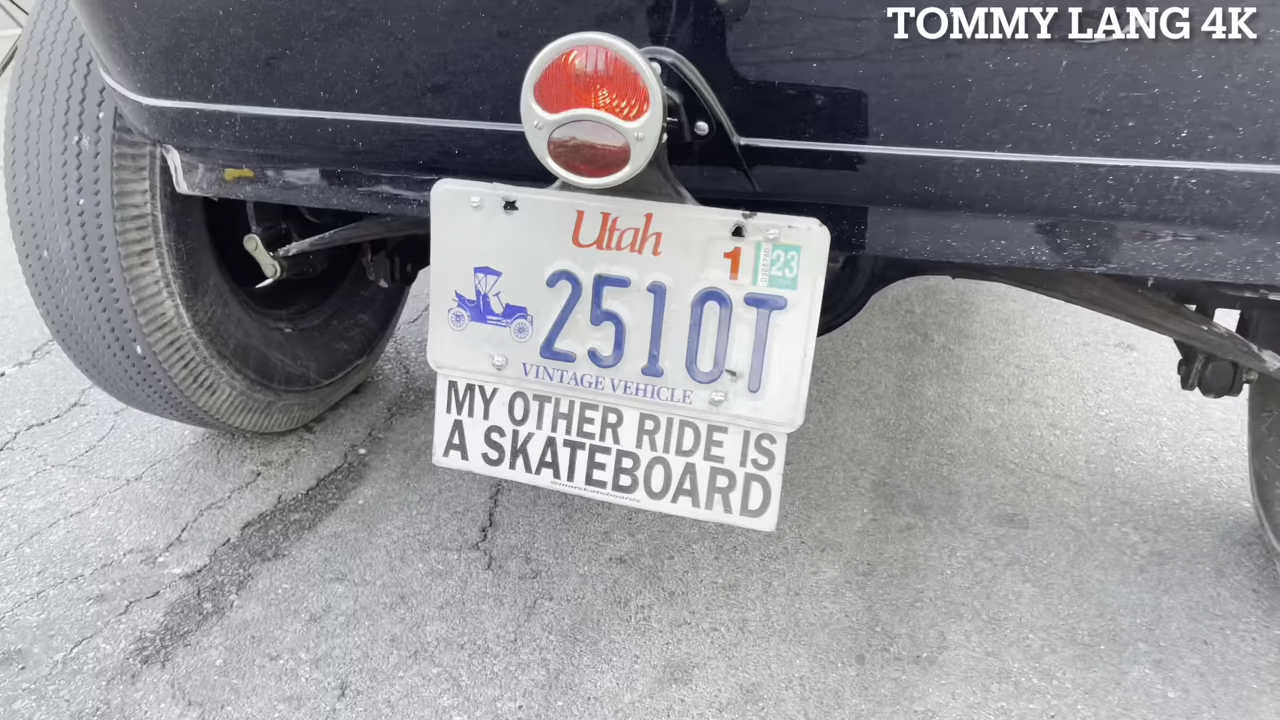 TOMMY LANG 4K
Utah
1 23
2510T
VINTAGE VEHICLE
MY OTHER RIDE IS
A SKATEBOARD